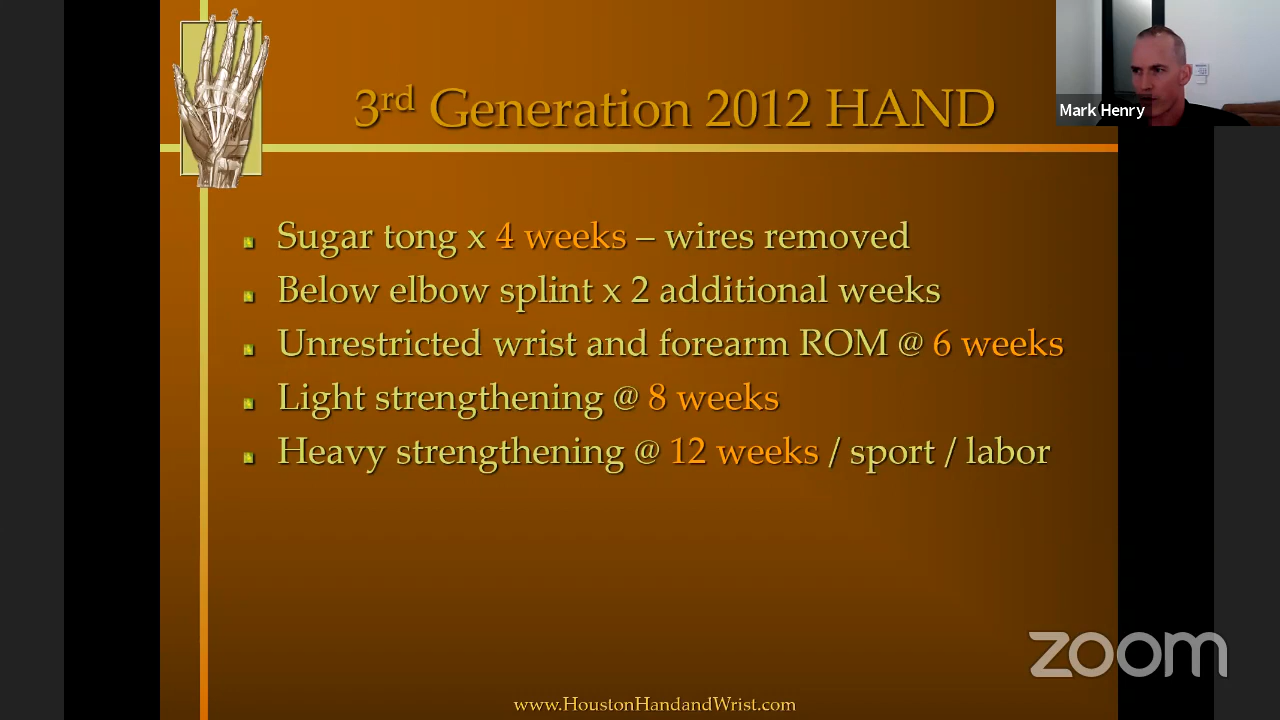 3rd Generation 2012 HAND
Mark Henry
Sugar tong x 4 weeks – wires removed
Below elbow splint x 2 additional weeks
Unrestricted wrist and forearm ROM @ 6 weeks
Light strengthening @ 8 weeks
Heavy strengthening @ 12 weeks / sport / labor
zoom
www.HoustonHandandWrist.com